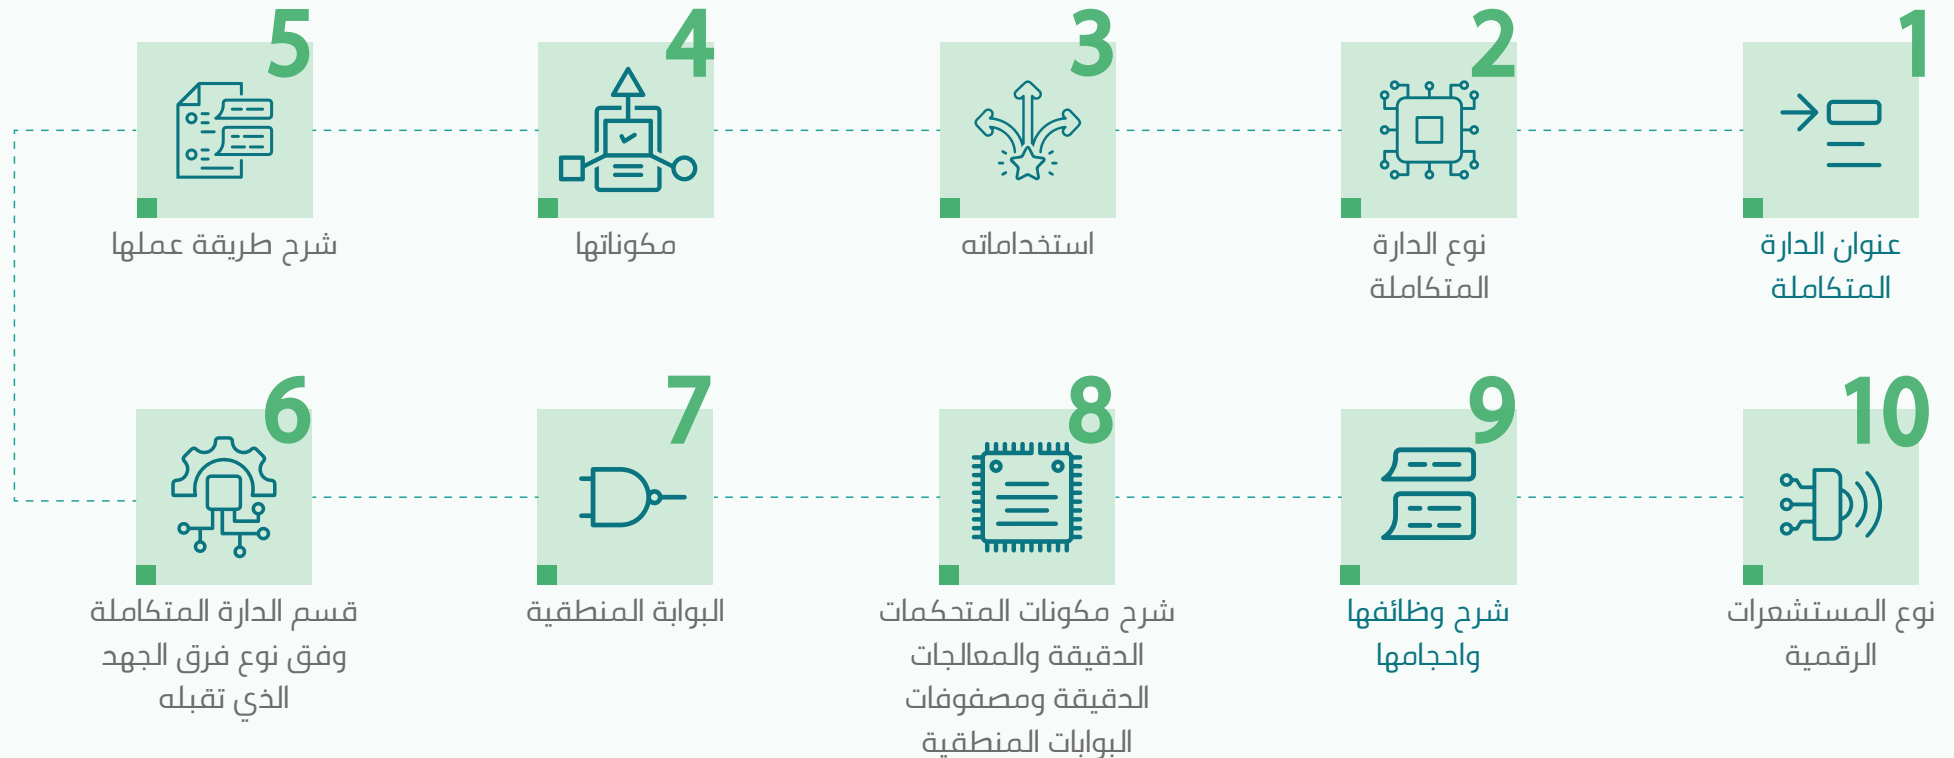 1
عنوان الدارة
المتكاملة
2
نوع الدارة
المتكاملة
3
استخداماته
4
مكوناتها
5
شرح طريقة عملها
6
قسم الدارة المتكاملة
وفق نوع فرق الجهد
الذي تقبله
7
البوابة المنطقية
8
شرح مكونات المتحكمات
الدقيقة والمعالجات
الدقيقة ومصفوفات
البوابات المنطقية
9
شرح وظائفها
واحجامها
10
نوع المستشعرات
الرقمية